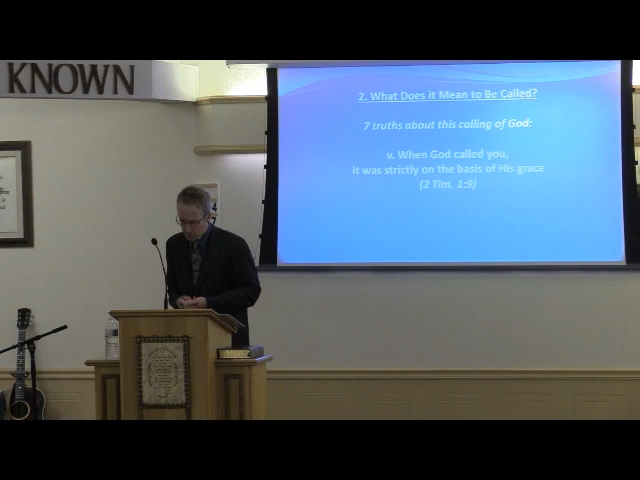 KNOWN
2. What Does it Mean to Be Called?
7 truths about this calling of God:
v. When God called you,
it was strictly on the basis of His grace
(2 Tim. 1:9)
4